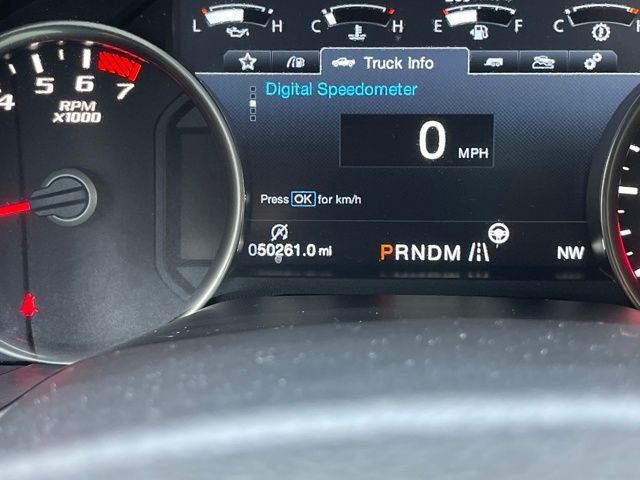 L H C H E F C H
Truck Info
Digital Speedometer
4 5 6 7
RPM
X1000
0 MPH
Press OK for km/h
050261.0 mi PRNDM NW